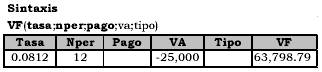 Sintaxis
VF(tasa;nper;pago;va;tipo)
Tasa Nper Pago VA Tipo VF
0.0812 12 -25,000 63,798.79